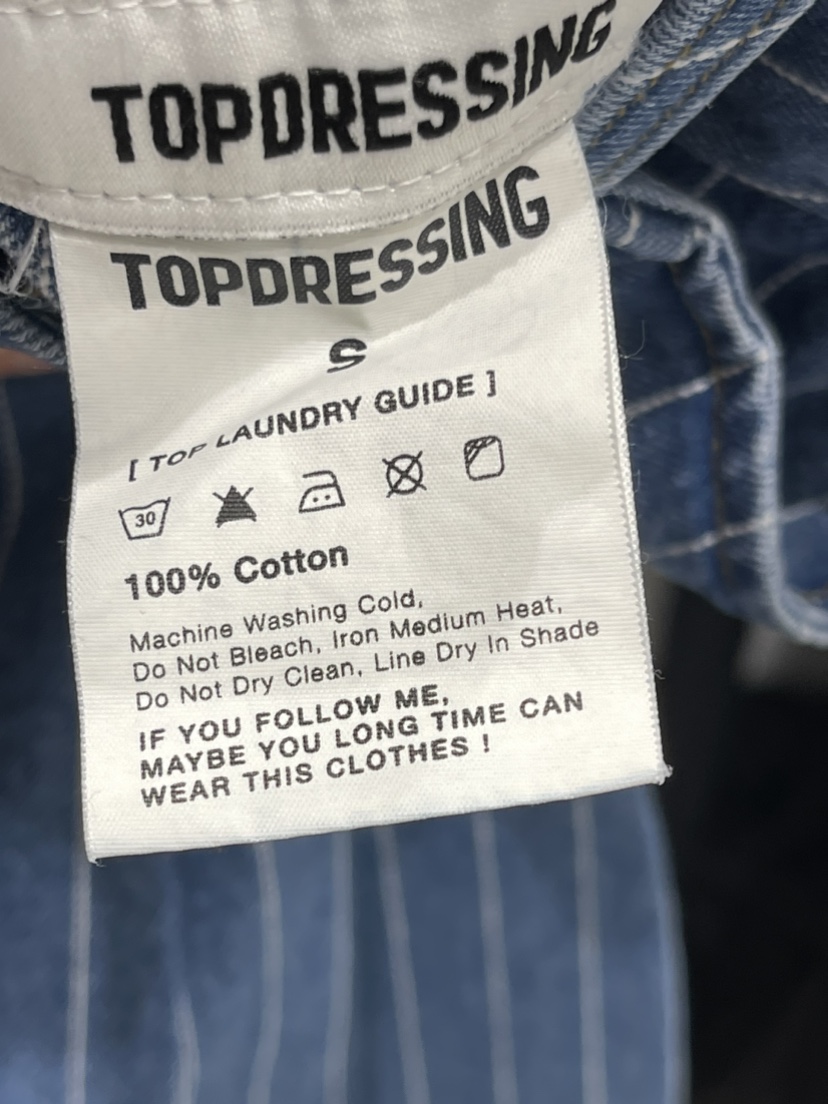 TOPDRESSING
TOPDRESSING
S
[ TOP LAUNDRY GUIDE ]
30
100% Cotton
Machine Washing Cold,
Do Not Bleach, Iron Medium Heat,
Do Not Dry Clean, Line Dry In Shade
IF YOU FOLLOW ME,
MAYBE YOU LONG TIME CAN
WEAR THIS CLOTHES !